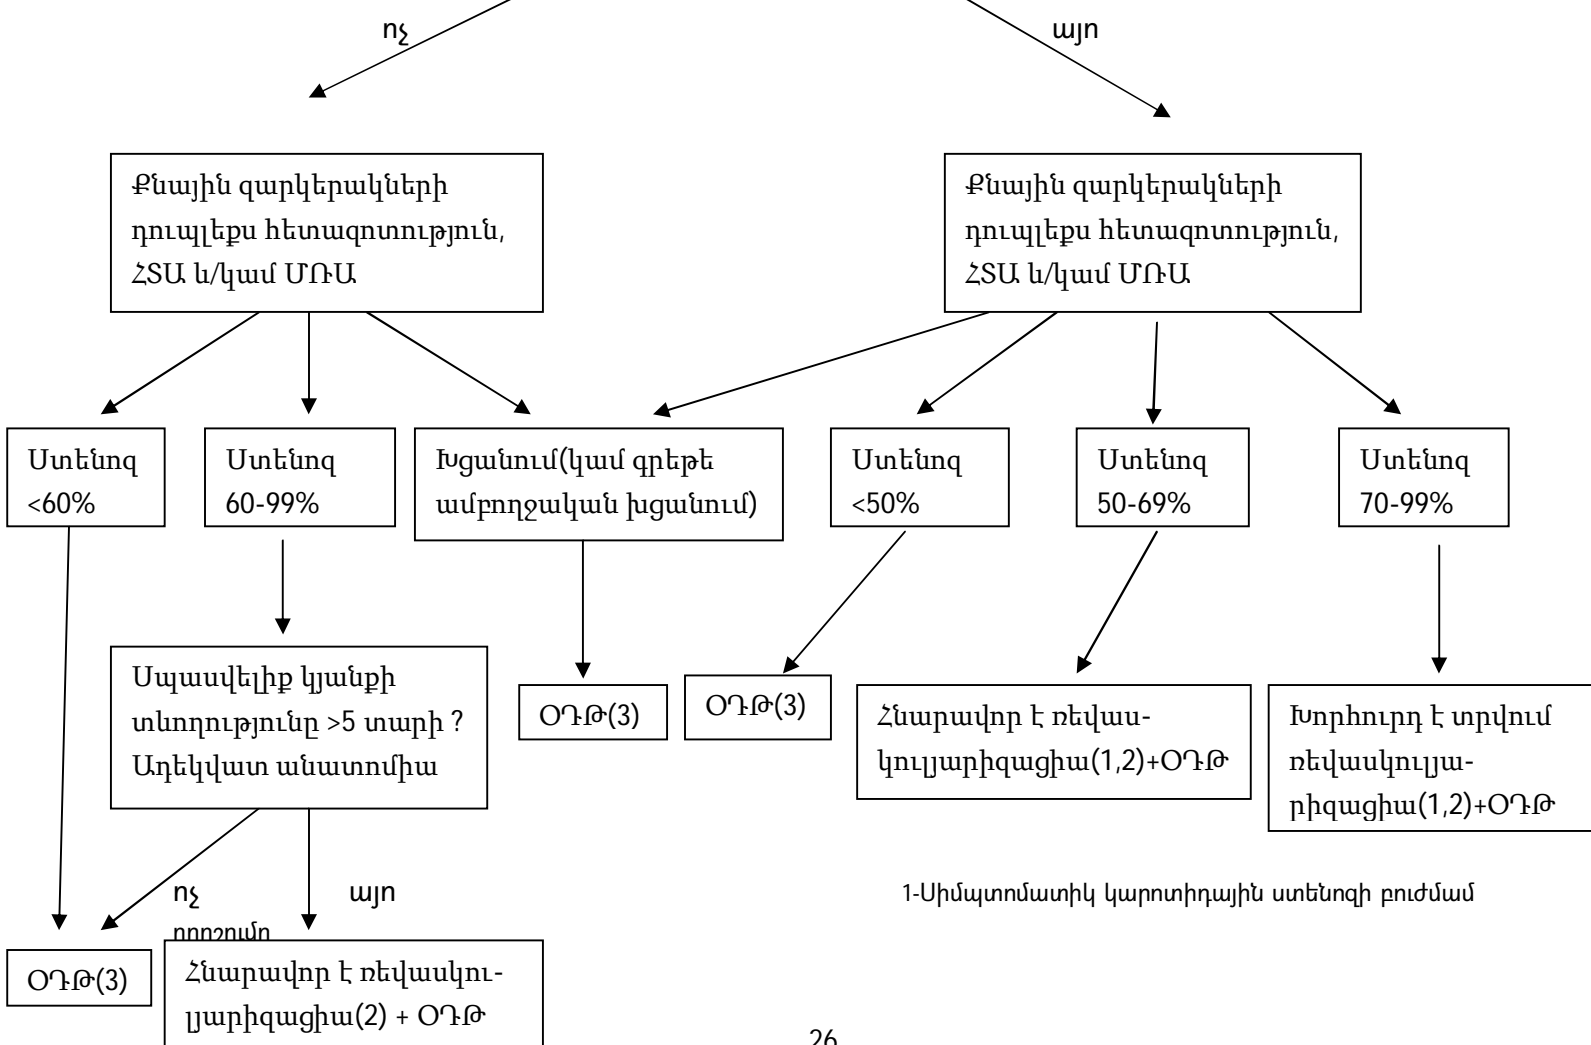 ոչ
այո
Քնային զարկերակների
դուպլեքս հետազոտություն,
ՀՏԱ և/կամ ՄՌԱ
Քնային զարկերակների
դուպլեքս հետազոտություն,
ՀՏԱ և/կամ ՄՌԱ
Ստենոզ
<60%
Ստենոզ
60-99%
Խցանում(կամ գրեթե
ամբողջական խցանում)
Ստենոզ
<50%
Ստենոզ
50-69%
Ստենոզ
70-99%
Սպասվելիք կյանքի
տևողությունը >5 տարի ?
Ադեկվատ անատոմիա
ՕԴԹ(3)
ՕԴԹ(3)
Հնարավոր է ռեվաս-
կուլյարիզացիա(1,2)+ՕԴԹ
Խորհուրդ է տրվում
ռեվասկուլյա-
րիզացիա(1,2)+ՕԴԹ
ոչ
այո
1-Սիմպտոմատիկ կարոտիդային ստենոզի բուժմամ
որոշումը
ՕԴԹ(3)
Հնարավոր է ռեվասկու-
լյարիզացիա(2) + ՕԴԹ
26